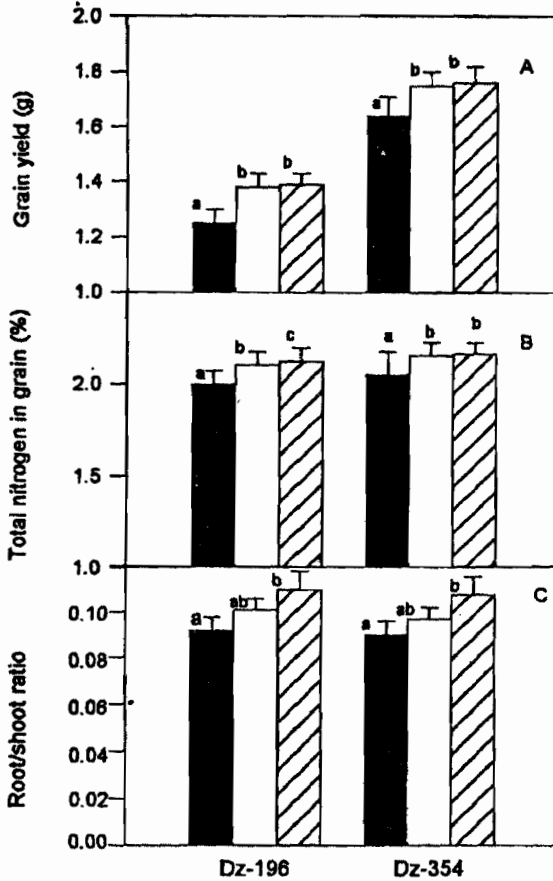 2.0
1.8
1.6
1.4
1.2
1.0
Grain yield (g)
a
b
b
a
b
b
A
2.0
1.5
1.0
Total nitrogen in grain (%)
a
b
c
a
b
b
B
0.10
0.08
0.06
0.04
0.02
0.00
Root/shoot ratio
a
ab
b
a
ab
b
C
Dz-196
Dz-354